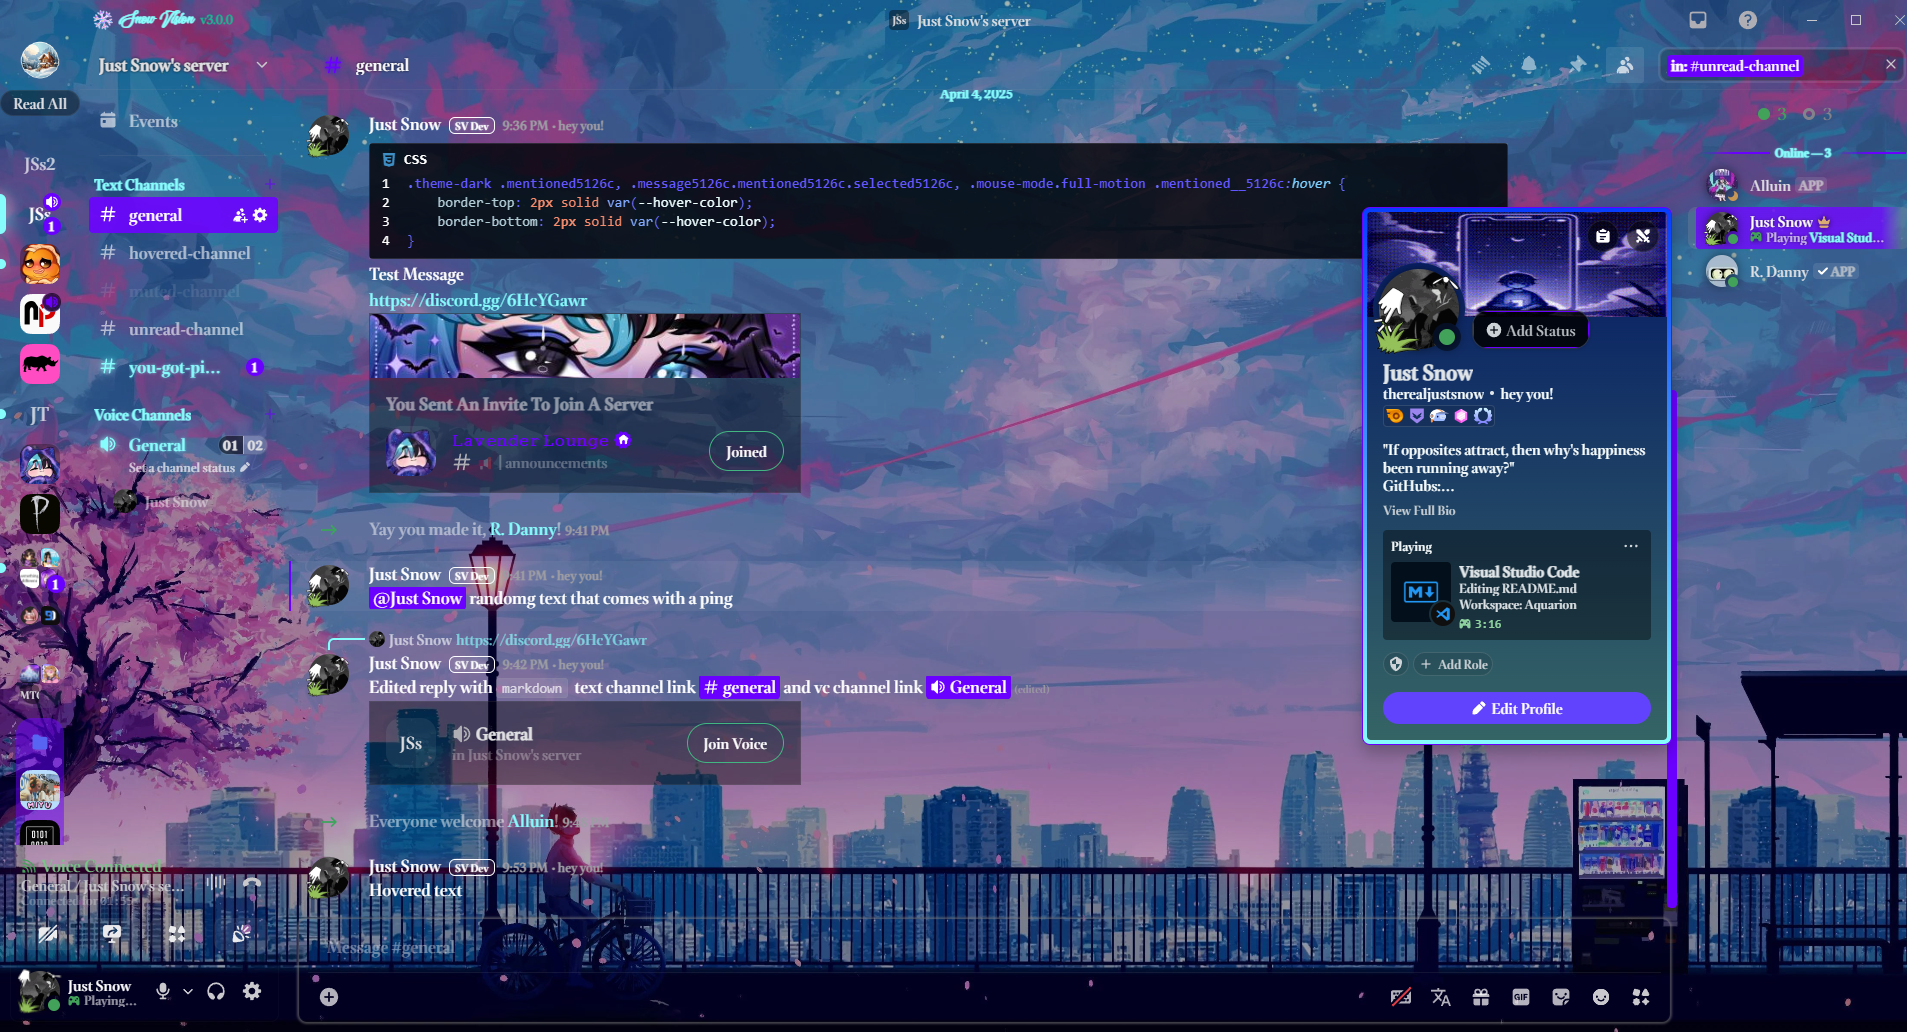 Snow Vision v3.0.0
JSs Just Snow's server
Just Snow's server
# general
in: #unread-channel
Read All
Events
JSs2
Text Channels
JSs
1
# general
# hovered-channel
muted-channel
# unread-channel
# you-got-pi... 1
JT
Voice Channels
General 01 02
Set a channel status
Just Snow
1
MTC
MIYU
0101
Voice Connected
General / Just Snow's se...
Connected for 01:55
Just Snow
Playing...
April 4, 2025
Just Snow SV Dev 9:36 PM • hey you!
CSS
1 .theme-dark .mentioned5126c, .message5126c.mentioned5126c.selected5126c, .mouse-mode.full-motion .mentioned__5126c:hover {
2 border-top: 2px solid var(--hover-color);
3 border-bottom: 2px solid var(--hover-color);
4 }
Test Message
https://discord.gg/6HcYGawr
You Sent An Invite To Join A Server
Lavender Lounge
# | announcements
Joined
Yay you made it, R. Danny! 9:41 PM
Just Snow SV Dev 9:41 PM • hey you!
@Just Snow randomg text that comes with a ping
Just Snow https://discord.gg/6HcYGawr
Just Snow SV Dev 9:42 PM • hey you!
Edited reply with markdown text channel link # general and vc channel link General (edited)
JSs
General
in Just Snow's server
Join Voice
Everyone welcome Alluin!
Just Snow SV Dev 9:53 PM • hey you!
Hovered text
Message #general
GIF
3 3
Online — 3
Alluin APP
Just Snow
Playing Visual Stud...
R. Danny APP
Add Status
Just Snow
therealjustsnow • hey you!
"If opposites attract, then why's happiness
been running away?"
GitHubs:...
View Full Bio
Playing
Visual Studio Code
Editing README.md
Workspace: Aquarion
3:16
+ Add Role
Edit Profile